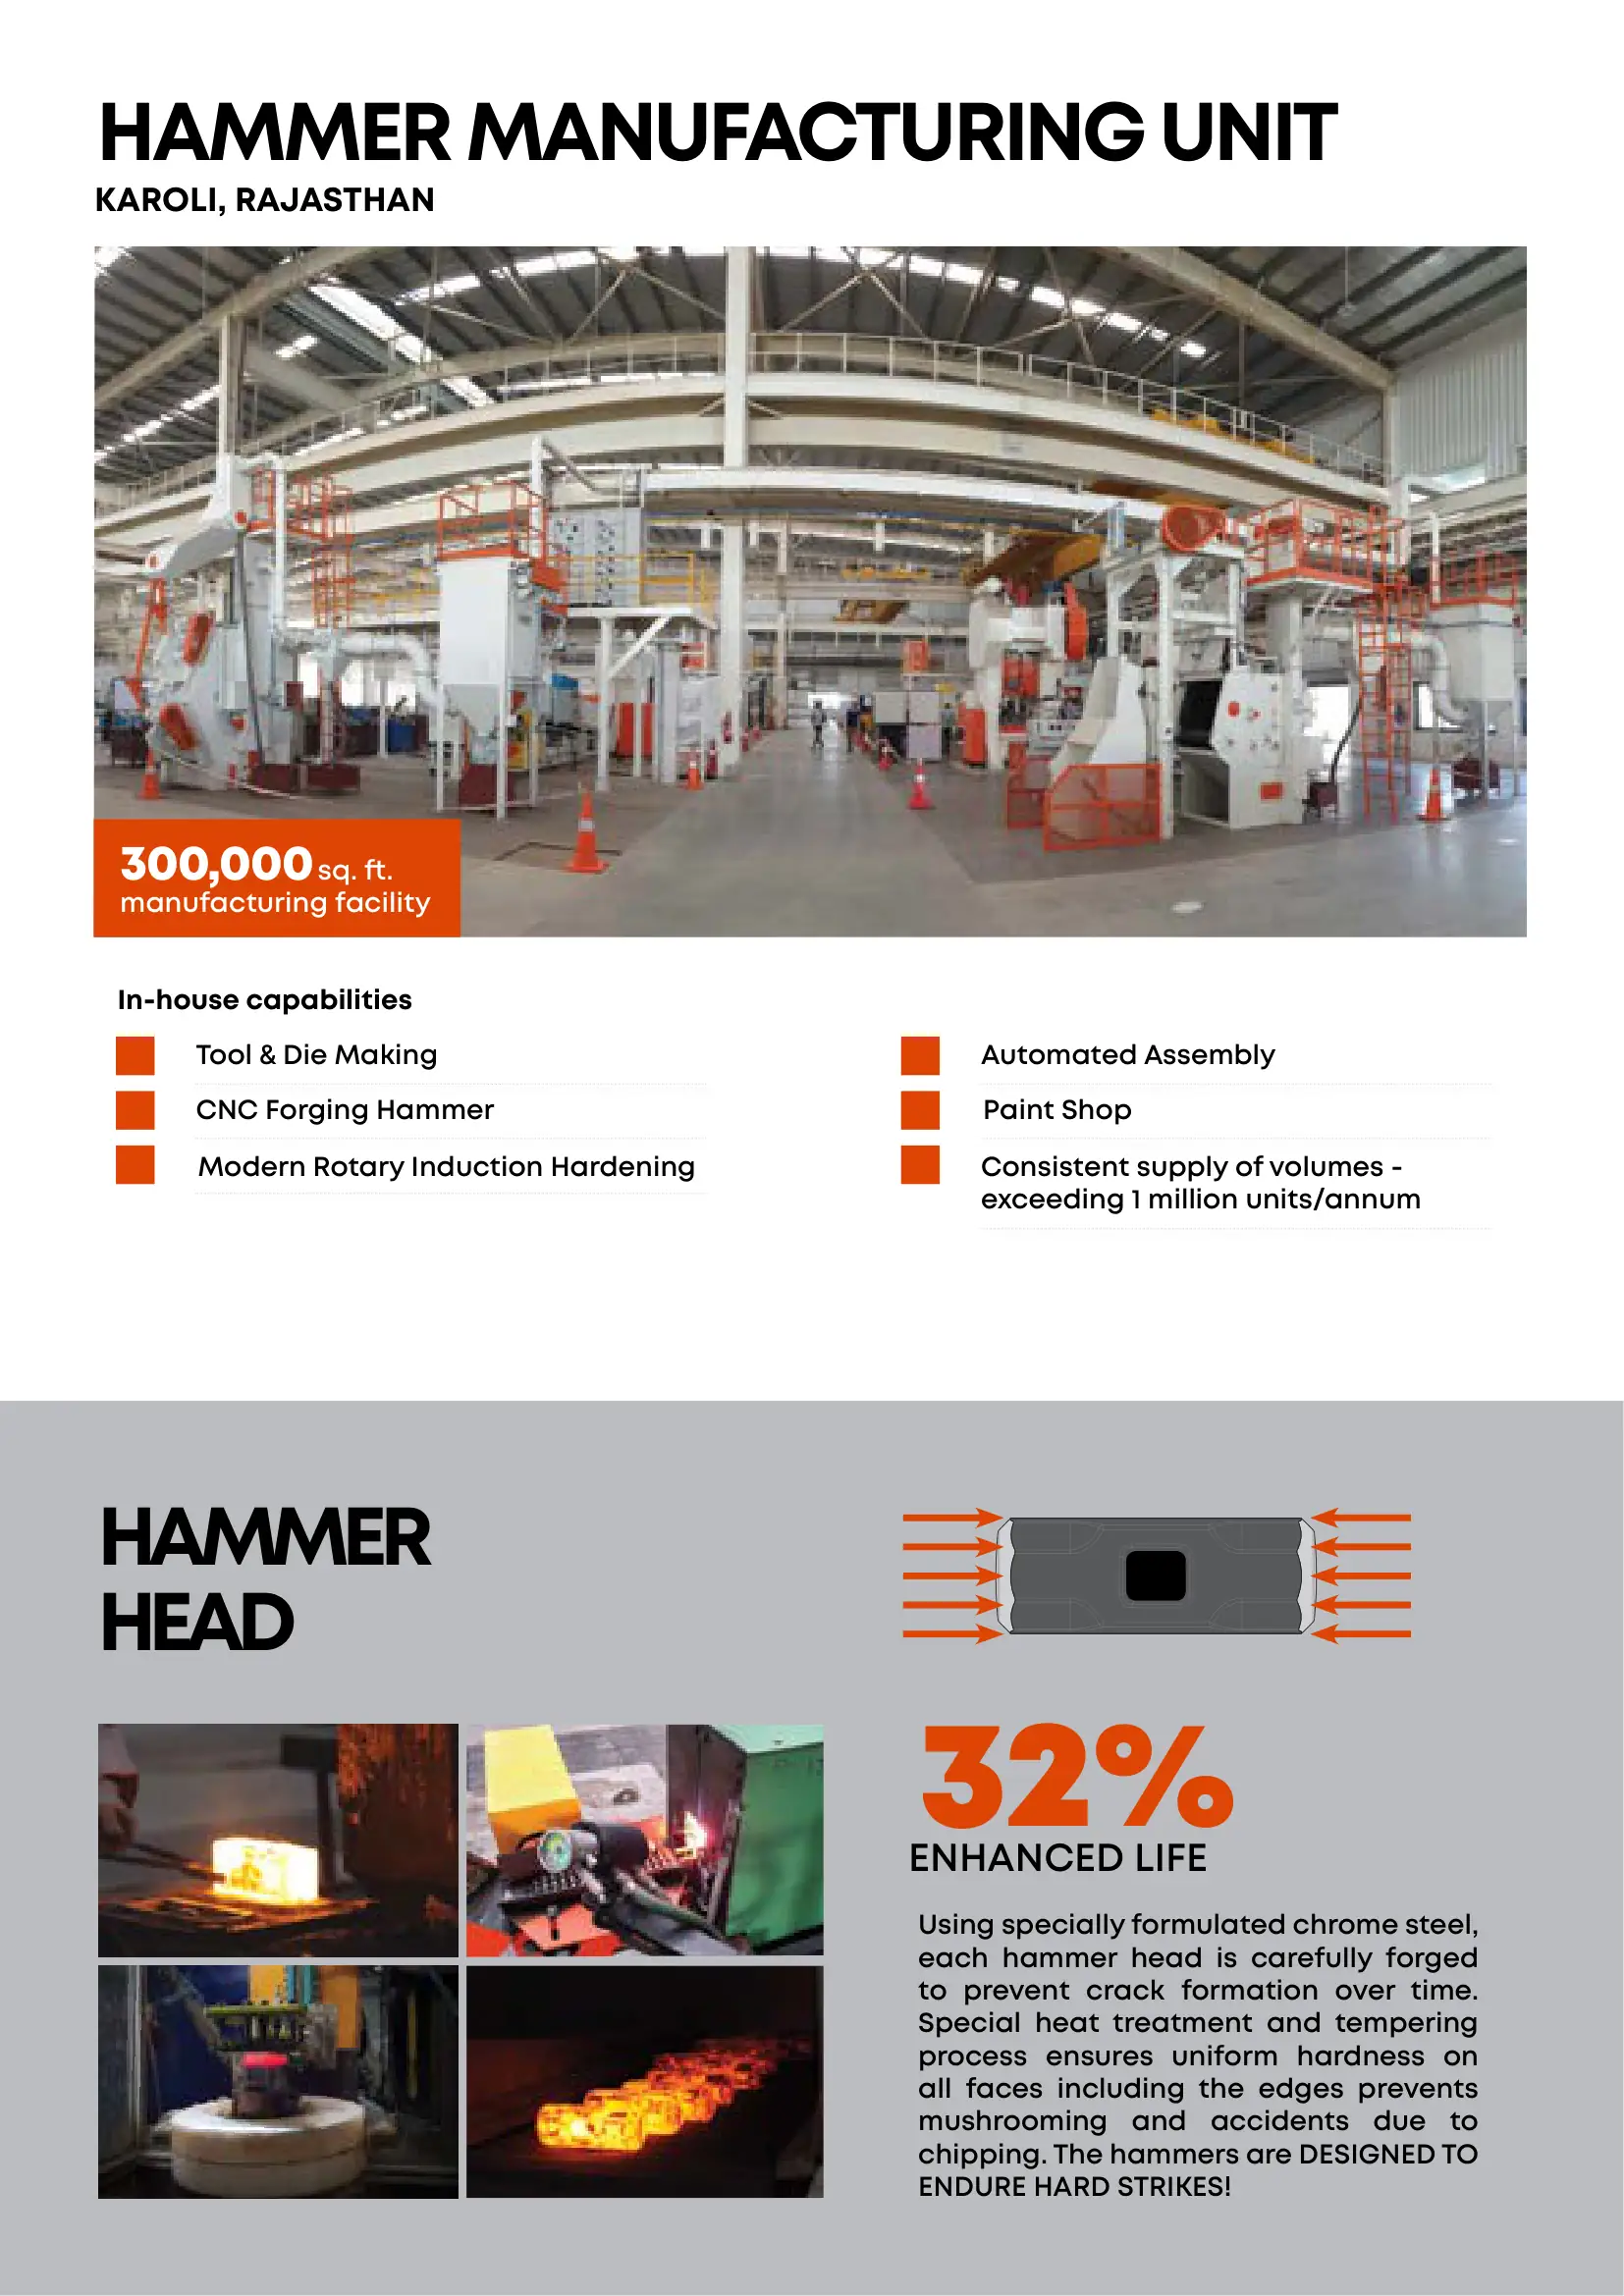 HAMMER MANUFACTURING UNIT
KAROLI, RAJASTHAN
300,000 sq. ft.
manufacturing facility
In-house capabilities
Tool & Die Making
CNC Forging Hammer
Modern Rotary Induction Hardening
Automated Assembly
Paint Shop
Consistent supply of volumes -
exceeding 1 million units/annum
HAMMER
HEAD
32%
ENHANCED LIFE
Using specially formulated chrome steel,
each hammer head is carefully forged
to prevent crack formation over time.
Special heat treatment and tempering
process ensures uniform hardness on
all faces including the edges prevents
mushrooming and accidents due to
chipping. The hammers are DESIGNED TO
ENDURE HARD STRIKES!